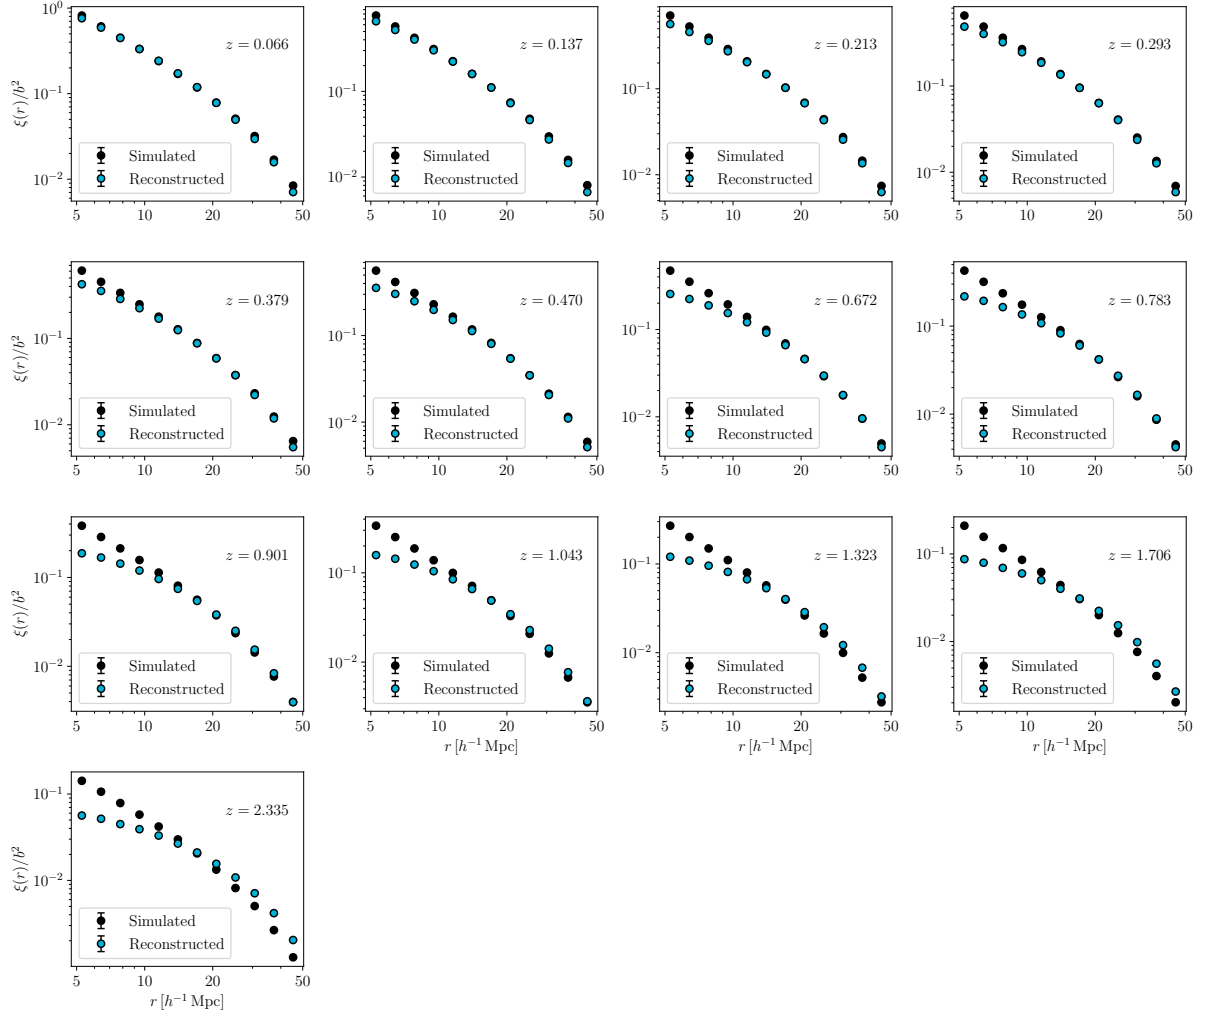 10⁰
10⁻¹
10⁻²
ξ(r)/b²
z = 0.066
Simulated
Reconstructed
5 10 20 50
10⁻¹
10⁻²
z = 0.137
Simulated
Reconstructed
5 10 20 50
10⁻¹
10⁻²
z = 0.213
Simulated
Reconstructed
5 10 20 50
10⁻¹
10⁻²
z = 0.293
Simulated
Reconstructed
5 10 20 50
10⁻¹
10⁻²
ξ(r)/b²
z = 0.379
Simulated
Reconstructed
5 10 20 50
10⁻¹
10⁻²
z = 0.470
Simulated
Reconstructed
5 10 20 50
10⁻¹
10⁻²
z = 0.672
Simulated
Reconstructed
5 10 20 50
10⁻¹
10⁻²
z = 0.783
Simulated
Reconstructed
5 10 20 50
10⁻¹
10⁻²
ξ(r)/b²
z = 0.901
Simulated
Reconstructed
5 10 20 50
10⁻¹
10⁻²
z = 1.043
Simulated
Reconstructed
5 10 20 50
r [h⁻¹ Mpc]
10⁻¹
10⁻²
z = 1.323
Simulated
Reconstructed
5 10 20 50
r [h⁻¹ Mpc]
10⁻¹
10⁻²
z = 1.706
Simulated
Reconstructed
5 10 20 50
r [h⁻¹ Mpc]
10⁻¹
10⁻²
ξ(r)/b²
z = 2.335
Simulated
Reconstructed
5 10 20 50
r [h⁻¹ Mpc]